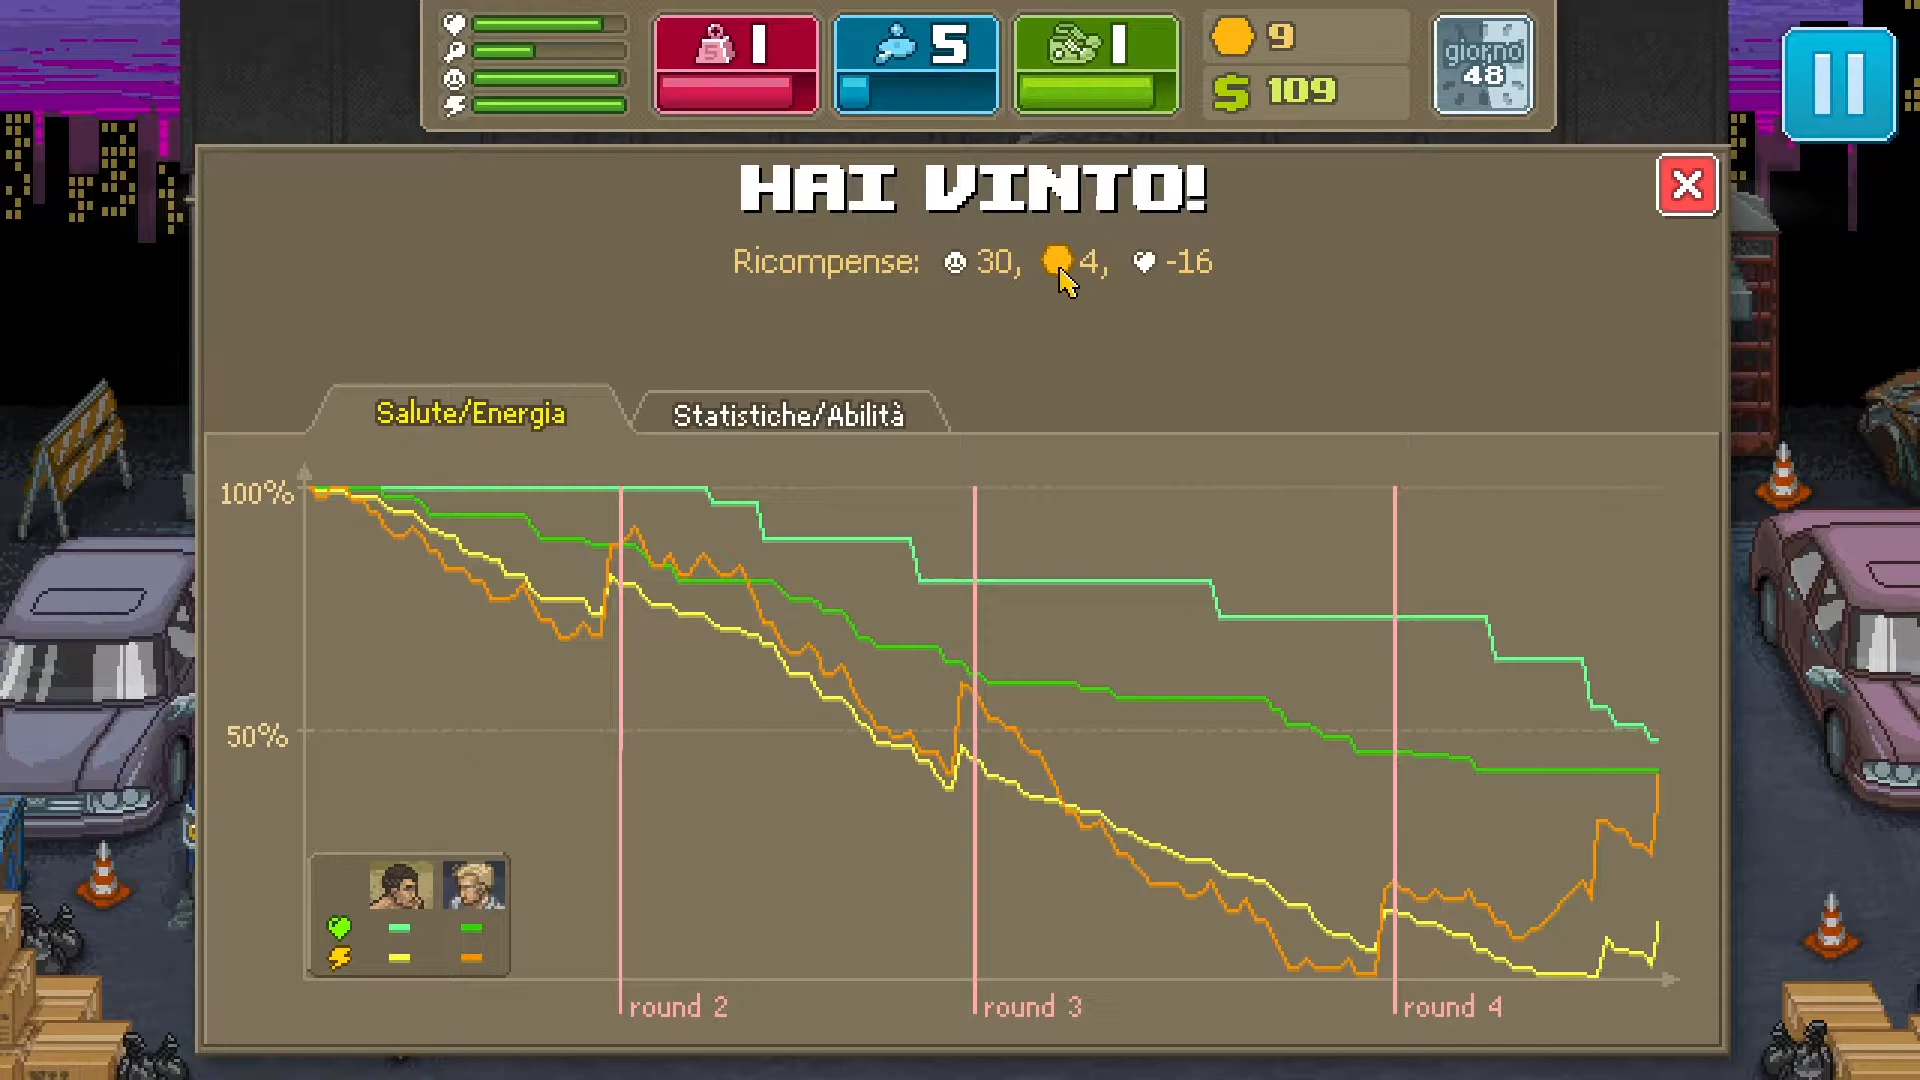 1
5
1
9
$ 109
giorno
48
HAI VINTO!
Ricompense: 30, 4, -16
Salute/Energia
Statistiche/Abilità
100%
50%
round 2
round 3
round 4